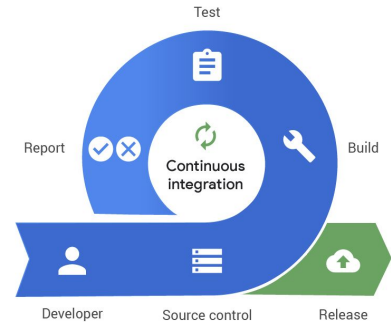 Test
Report
Build
Continuous
integration
Developer
Source control
Release